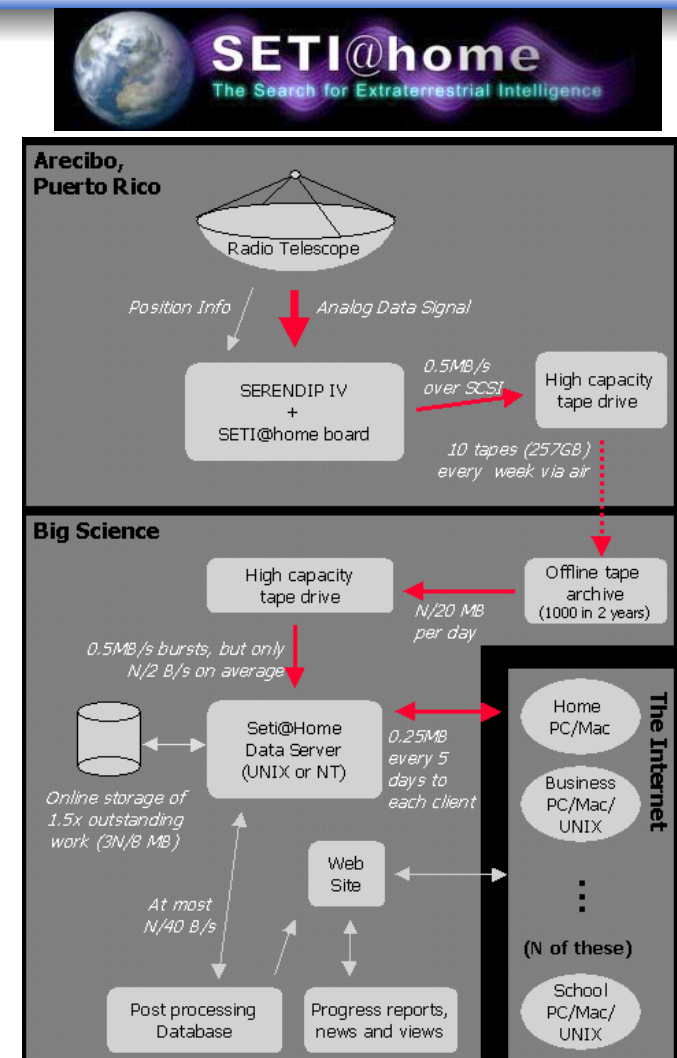 SETI@home
The Search for Extraterrestrial Intelligence
Arecibo,
Puerto Rico
Radio Telescope
Position Info
Analog Data Signal
SERENDIP IV
+
SETI@home board
0.5MB/s
over SCSI
High capacity
tape drive
10 tapes (257GB)
every week via air
Big Science
High capacity
tape drive
N/20 MB
per day
Offline tape
archive
(1000 in 2 years)
0.5MB/s bursts, but only
N/2 B/s on average
Seti@Home
Data Server
(UNIX or NT)
0.25MB
every 5
days to
each client
Online storage of
1.5x outstanding
work (3N/8 MB)
At most
N/40 B/s
Web
Site
Post processing
Database
Progress reports,
news and views
The Internet
Home
PC/Mac
Business
PC/Mac/
UNIX
(N of these)
School
PC/Mac/
UNIX